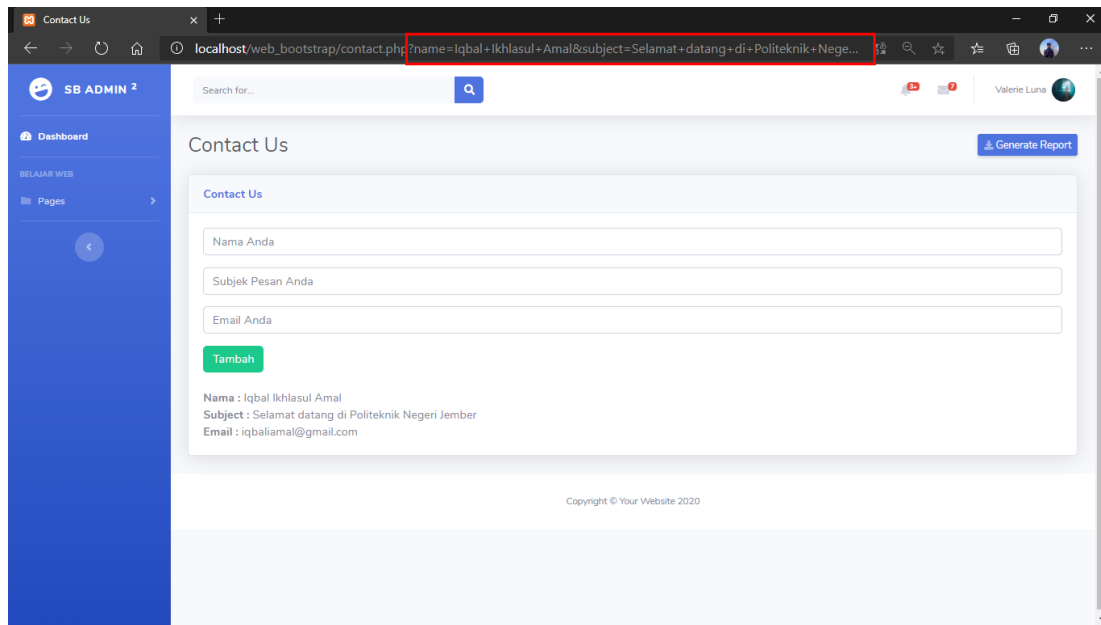 Contact Us
localhost/web_bootstrap/contact.php?name=Iqbal+Ikhlasul+Amal&subject=Selamat+datang+di+Politeknik+Nege...
SB ADMIN 2
Search for...
3+
7
Valerie Luna
Dashboard
Contact Us
Generate Report
BELAJAR WEB
Pages
Contact Us
Nama Anda
Subjek Pesan Anda
Email Anda
Tambah
Nama : Iqbal Ikhlasul Amal
Subject : Selamat datang di Politeknik Negeri Jember
Email : iqbaliamal@gmail.com
Copyright © Your Website 2020